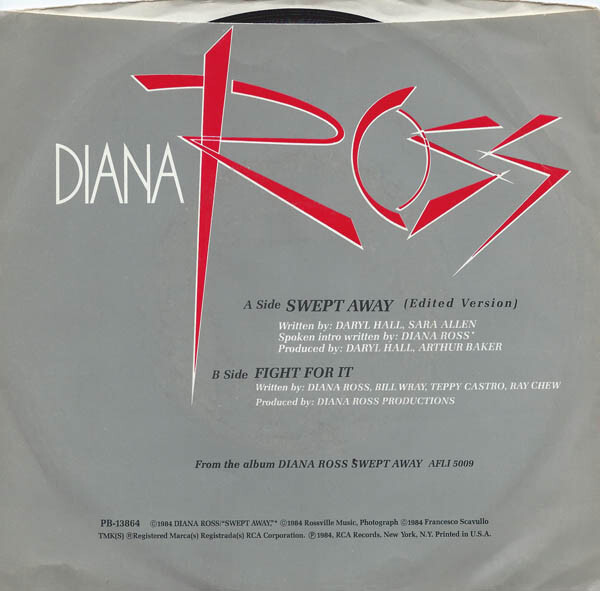 DIANA ROSS
A Side SWEPT AWAY (Edited Version)
Written by: DARYL HALL, SARA ALLEN
Spoken intro written by: DIANA ROSS*
Produced by: DARYL HALL, ARTHUR BAKER
B Side FIGHT FOR IT
Written by: DIANA ROSS, BILL WRAY, TEPPY CASTRO, RAY CHEW
Produced by: DIANA ROSS PRODUCTIONS
From the album DIANA ROSS SWEPT AWAY AFLI 5009
PB-13864 ©1984 DIANA ROSS/"SWEPT AWAY,"* ©1984 Rossville Music, Photograph ©1984 Francesco Scavullo
TMK(S) ®Registered Marca(s) Registrada(s) RCA Corporation. ℗1984, RCA Records, New York, N.Y. Printed in U.S.A.